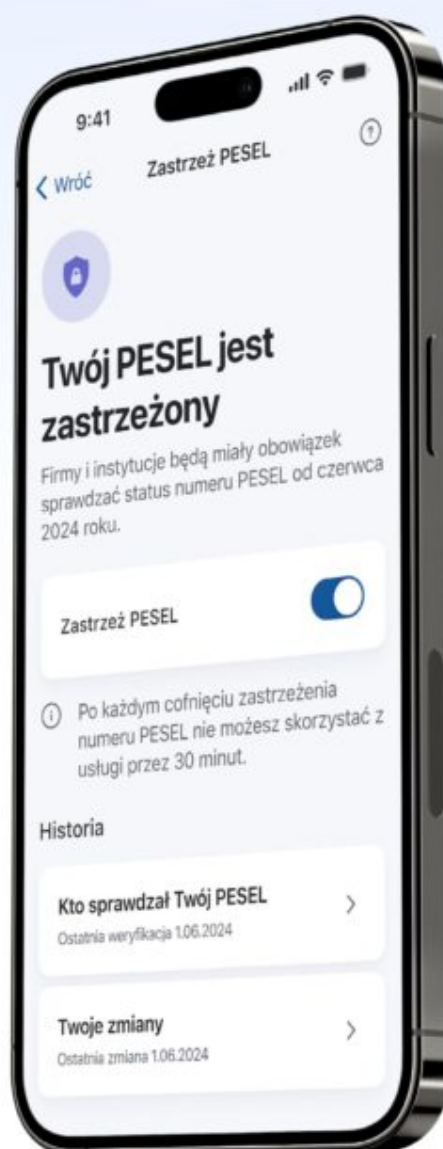 9:41
Wróć
Zastrzeż PESEL
?
Twój PESEL jest
zastrzeżony
Firmy i instytucje będą miały obowiązek
sprawdzać status numeru PESEL od czerwca
2024 roku.
Zastrzeż PESEL
Po każdym cofnięciu zastrzeżenia
numeru PESEL nie możesz skorzystać z
usługi przez 30 minut.
Historia
Kto sprawdzał Twój PESEL
Ostatnia weryfikacja 1.06.2024
Twoje zmiany
Ostatnia zmiana 1.06.2024